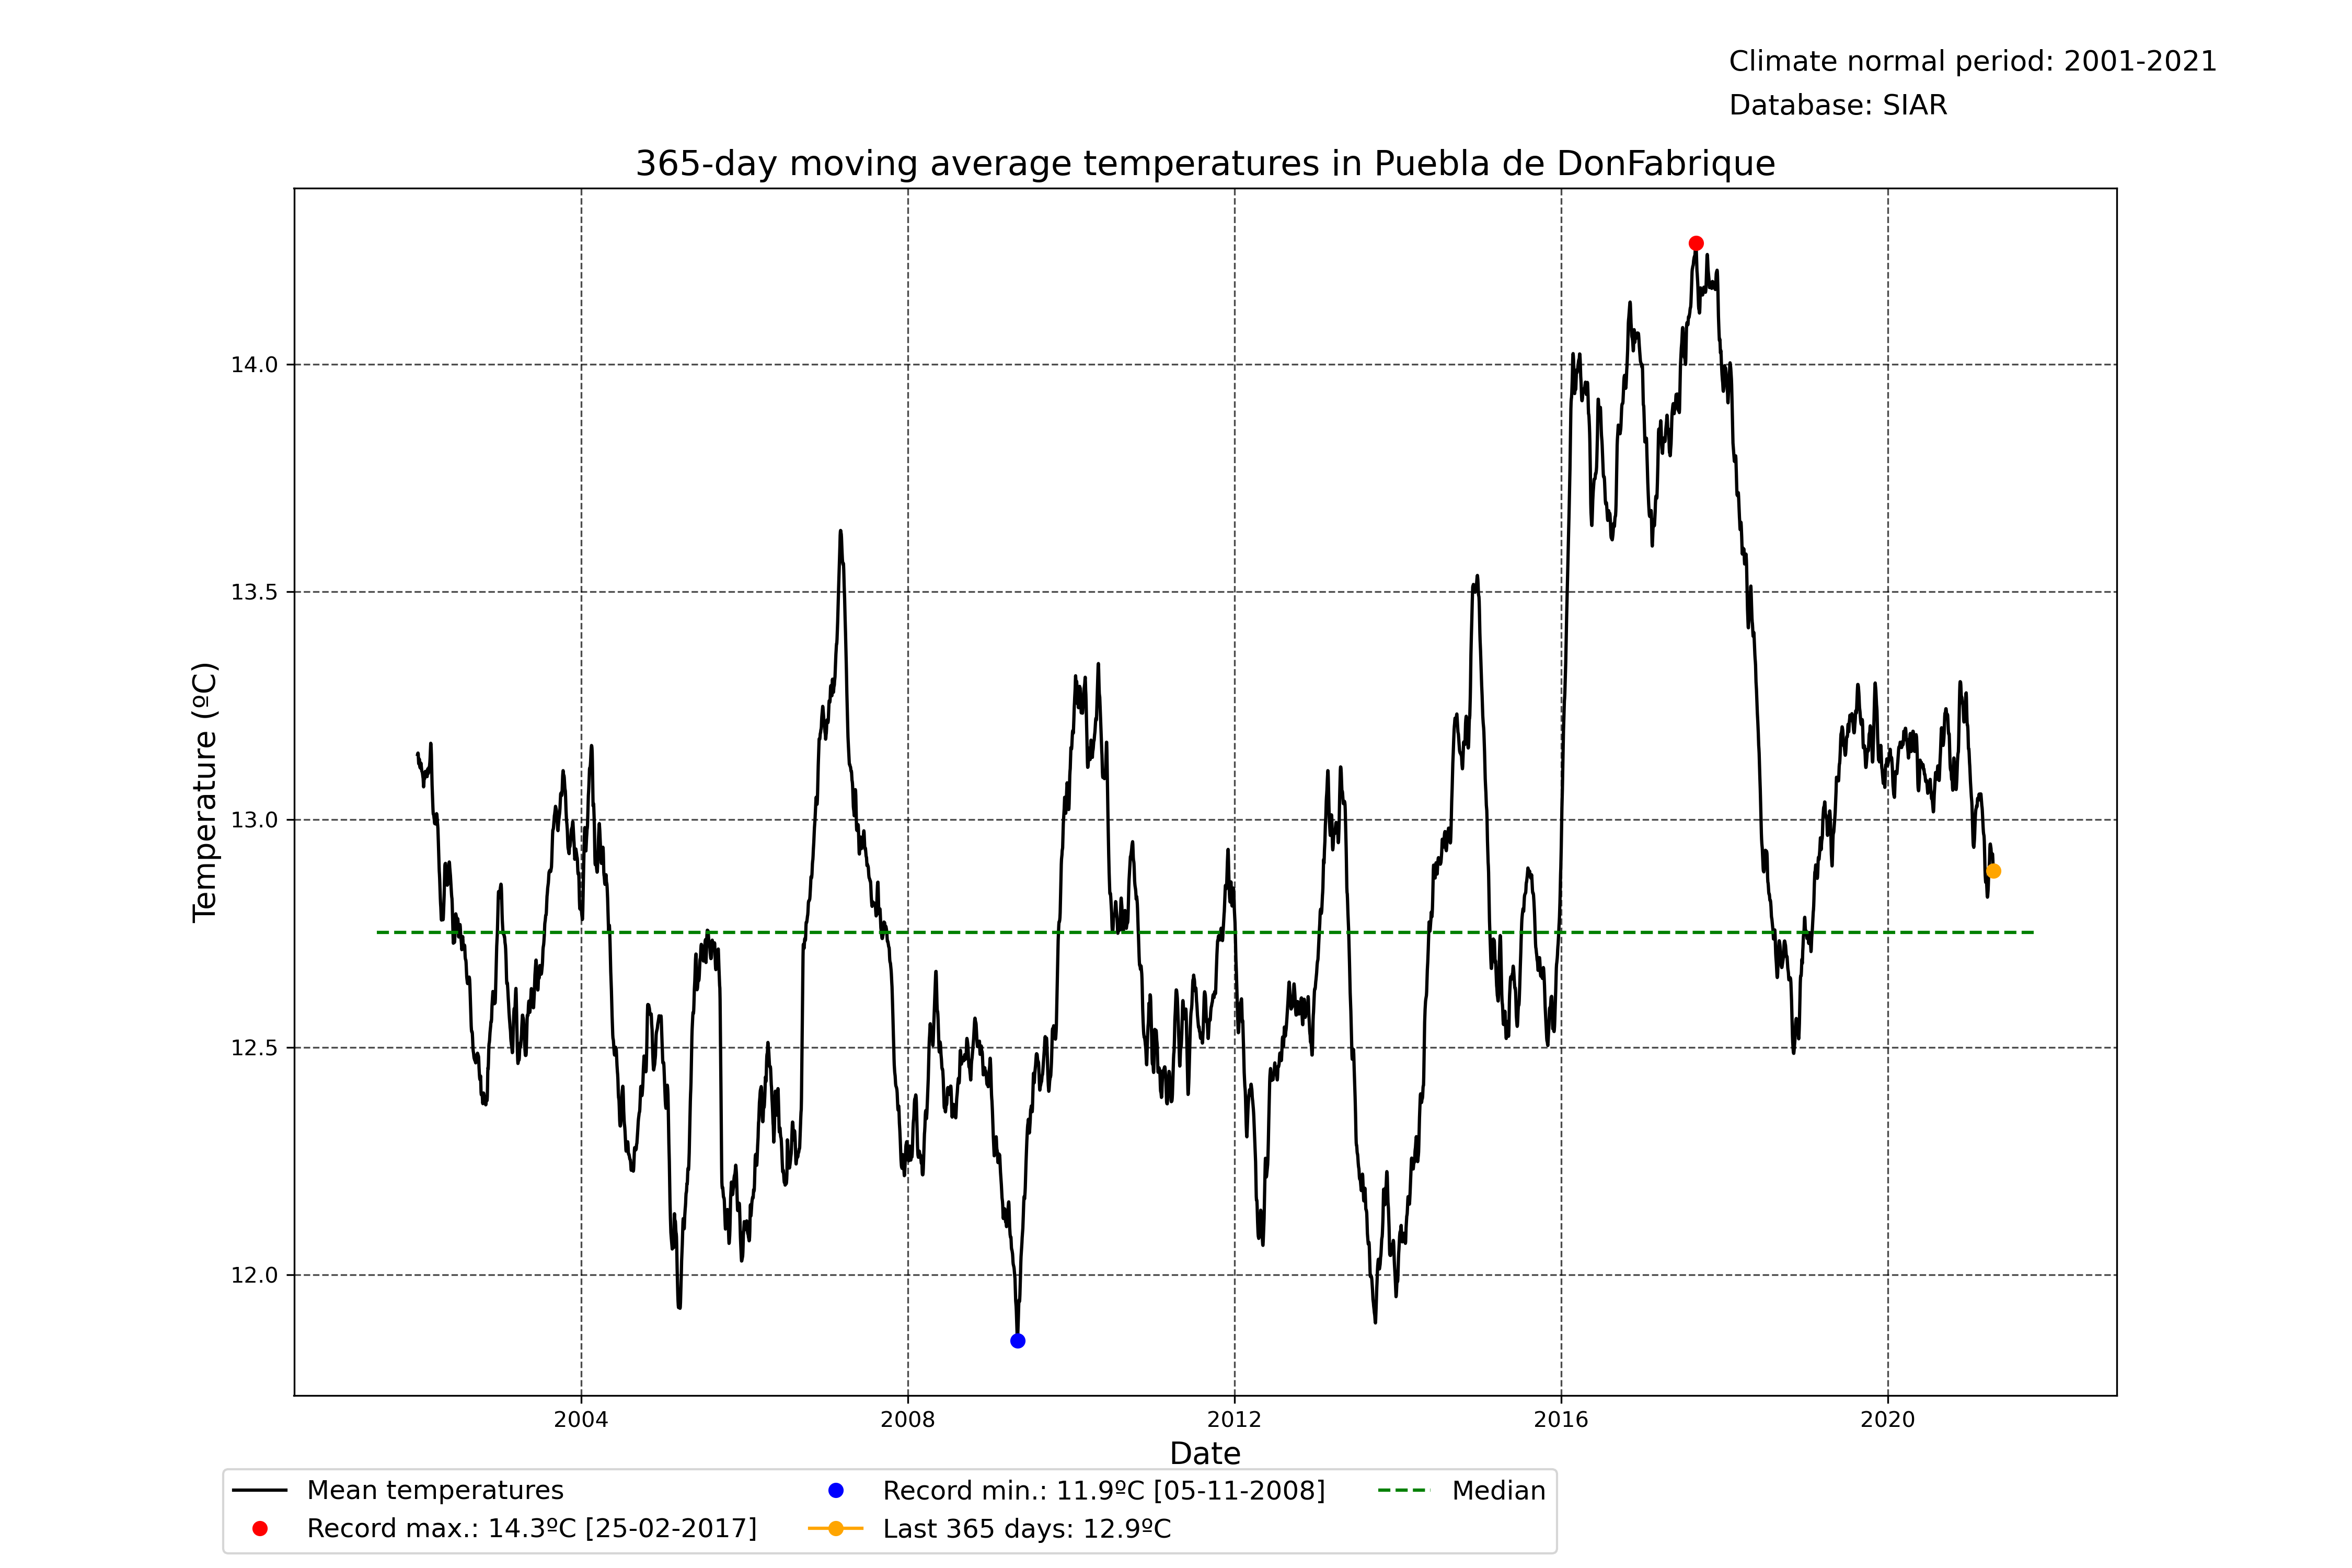 Climate normal period: 2001-2021
Database: SIAR
365-day moving average temperatures in Puebla de DonFabrique
Temperature (ºC)
14.0
13.5
13.0
12.5
12.0
2004 2008 2012 2016 2020
Date
Mean temperatures
Record max.: 14.3ºC [25-02-2017]
Record min.: 11.9ºC [05-11-2008]
Last 365 days: 12.9ºC
Median